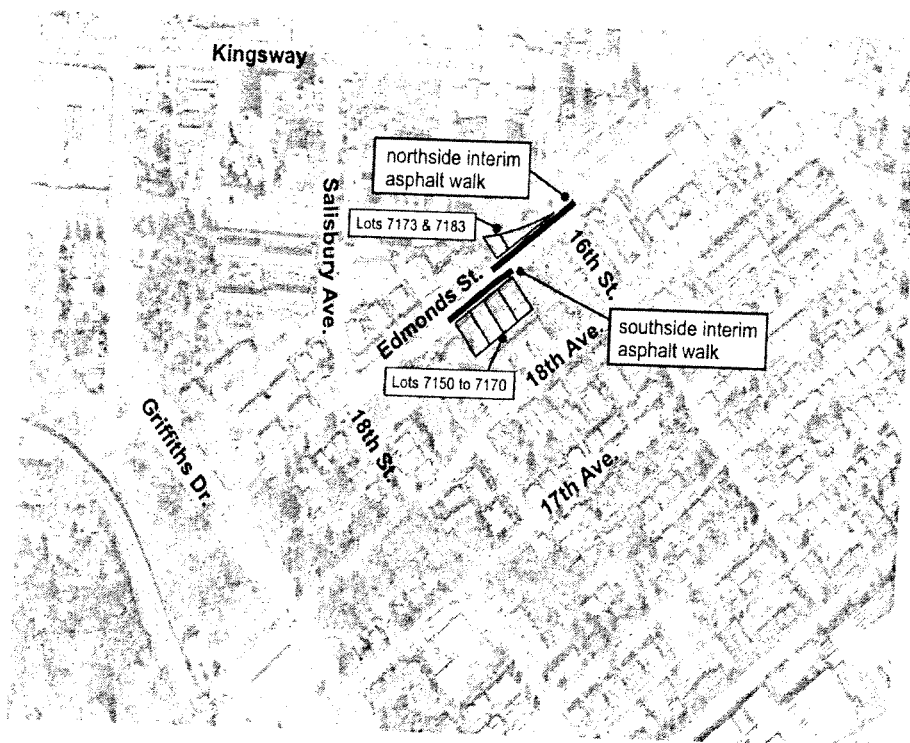 Kingsway
northside interim
asphalt walk
Salisbury Ave.
Lots 7173 & 7183
16th St.
Edmonds St.
southside interim
asphalt walk
18th Ave.
Lots 7150 to 7170
Griffiths Dr.
18th St.
17th Ave.